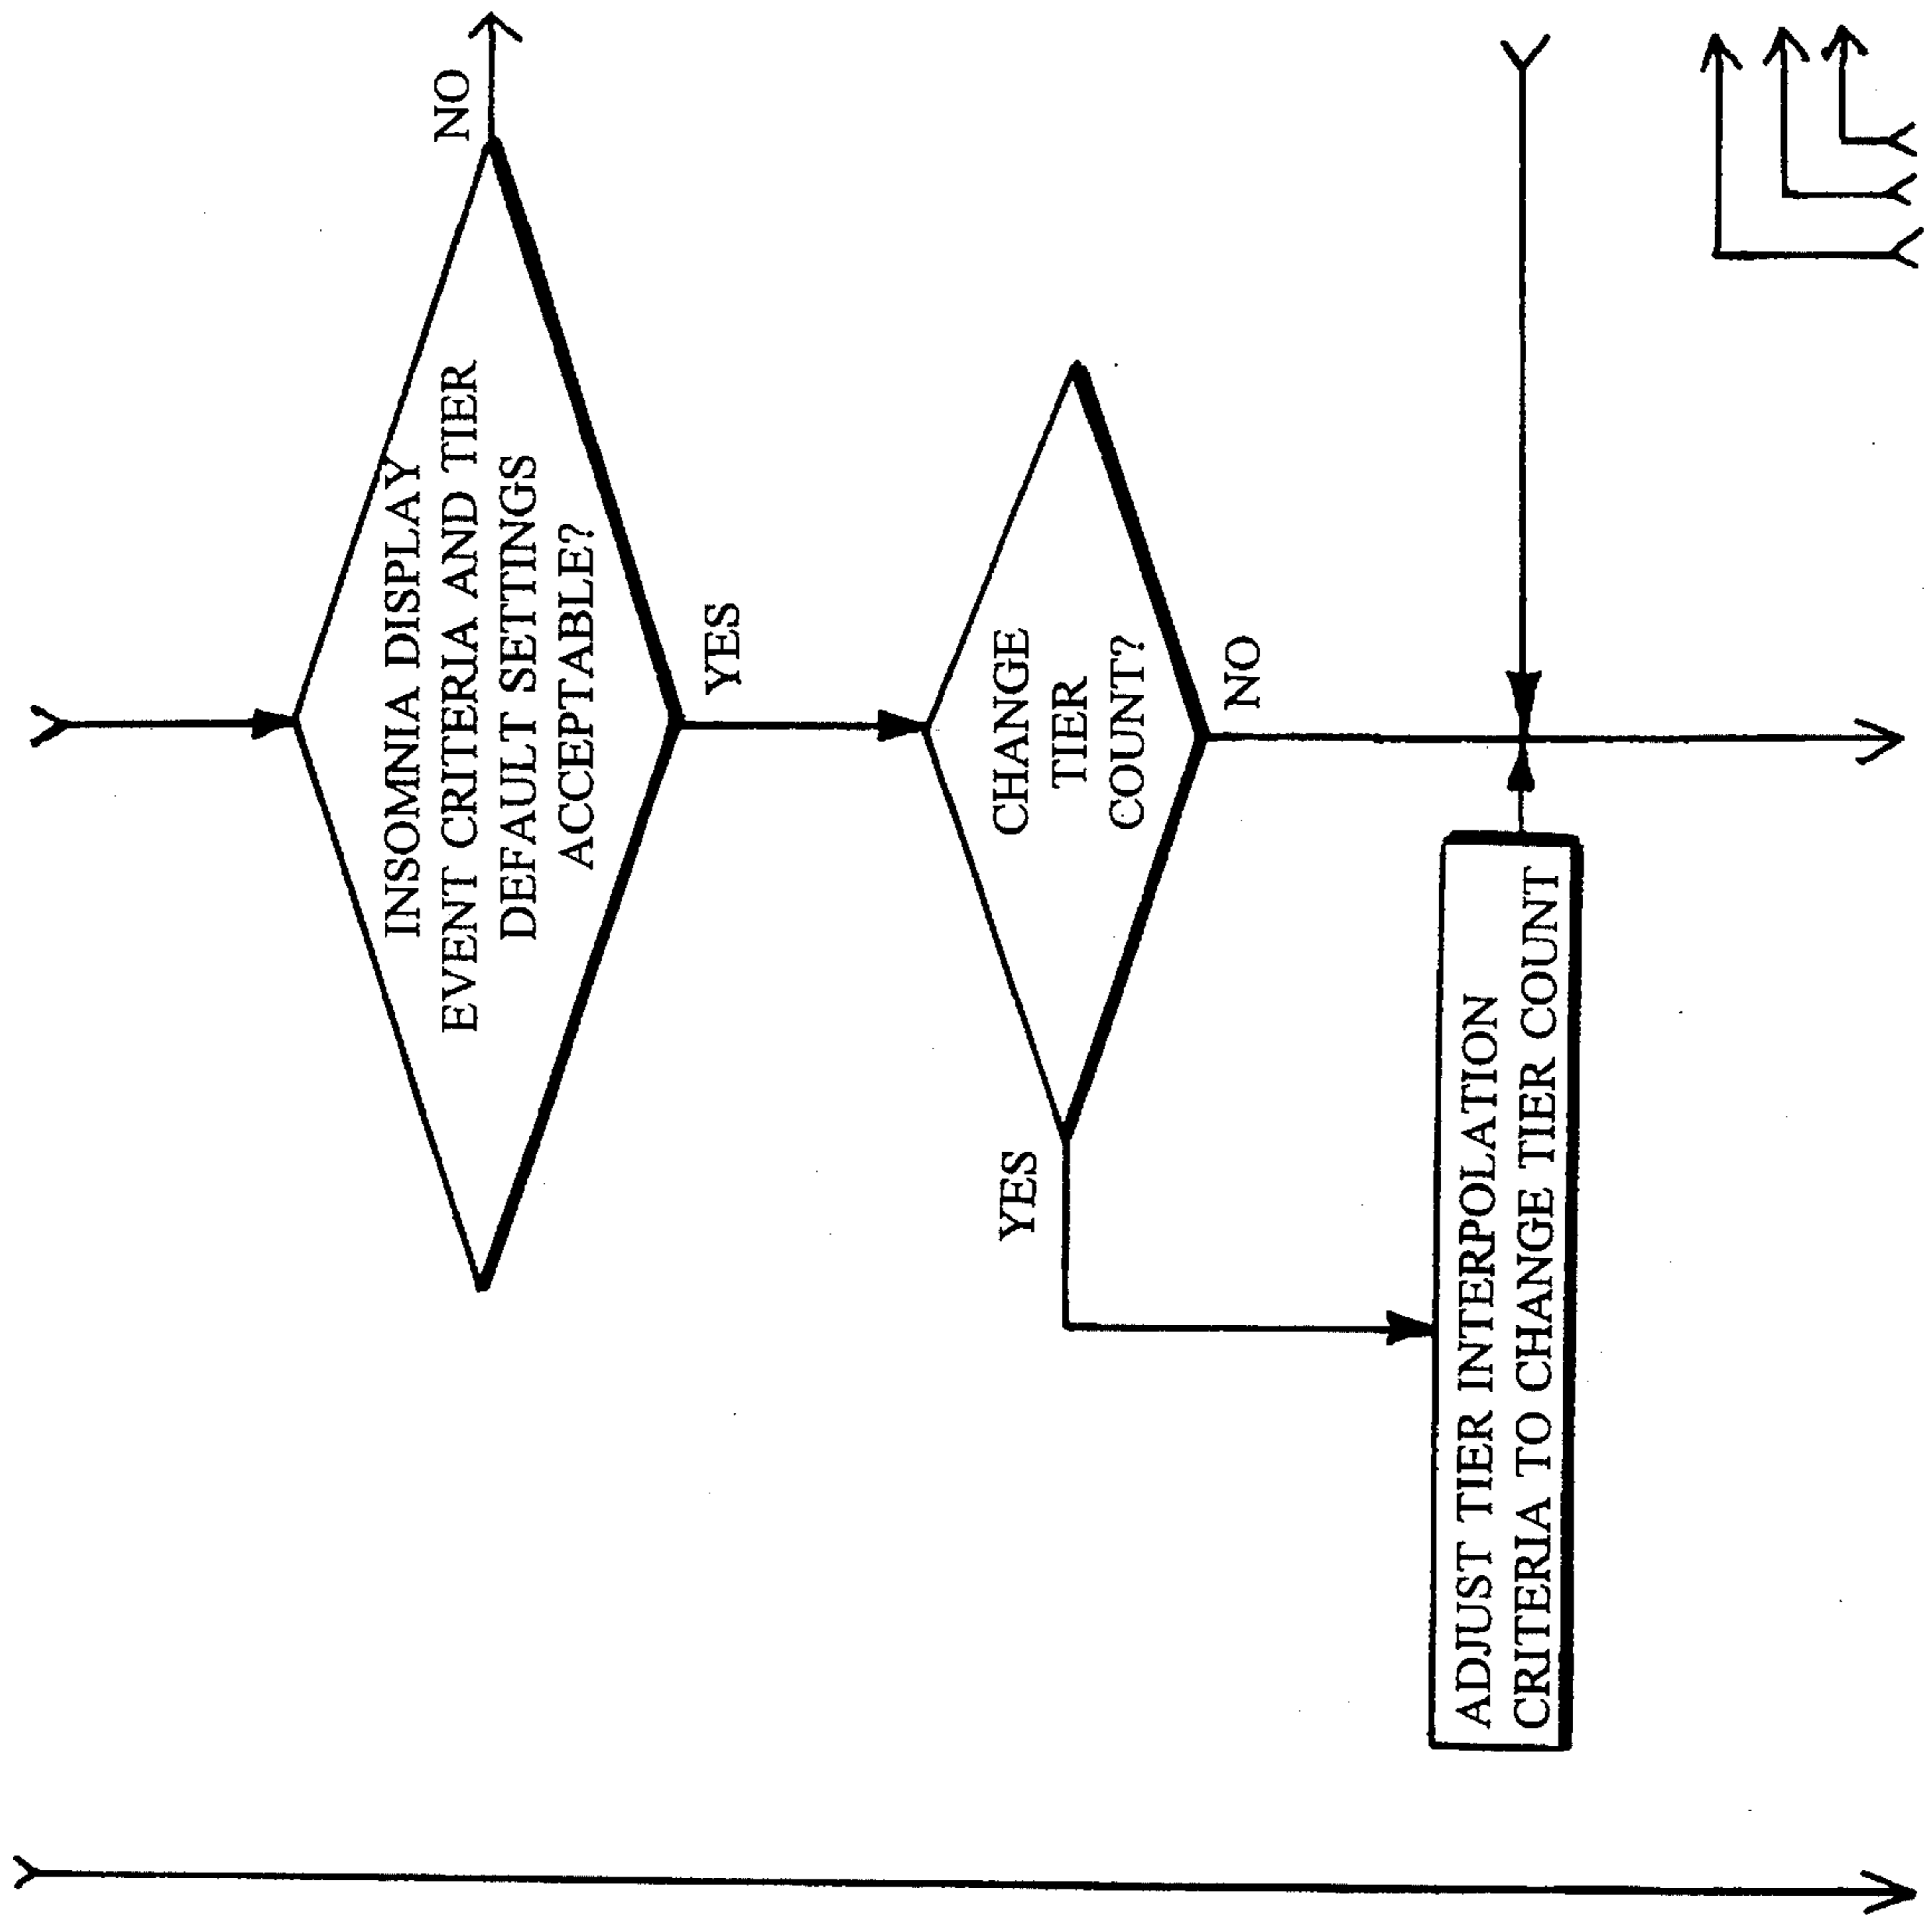 INSOMNIA DISPLAY
EVENT CRITERIA AND TIER
DEFAULT SETTINGS
ACCEPTABLE?
NO
YES
CHANGE
TIER
COUNT?
YES
NO
ADJUST TIER INTERPOLATION
CRITERIA TO CHANGE TIER COUNT